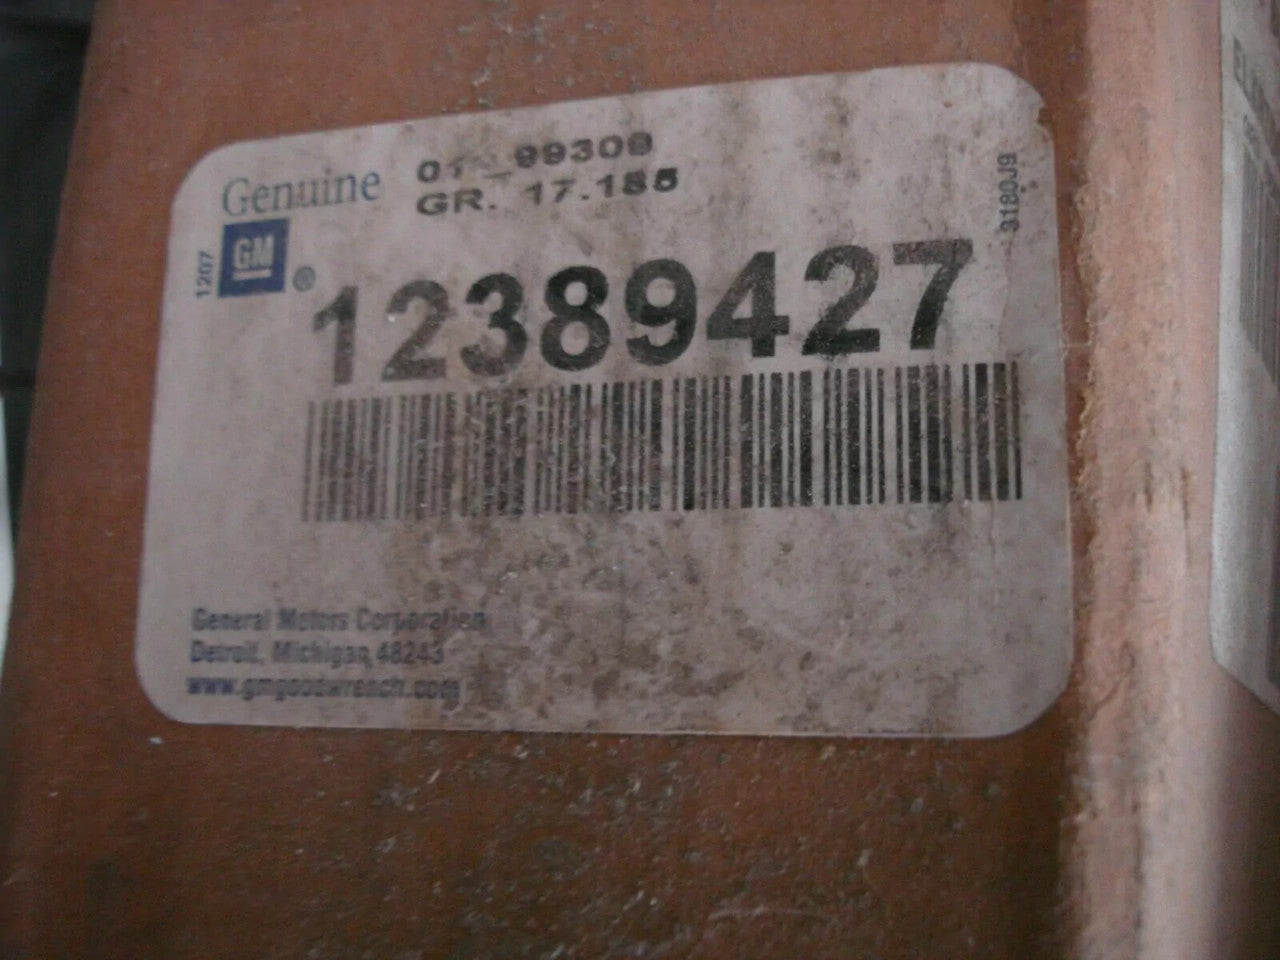 Genuine
01 99309
GR. 17.185
GM
®
1207
3180J9
12389427
General Motors Corporation
Detroit, Michigan 48243
www.gmgoodwrench.com